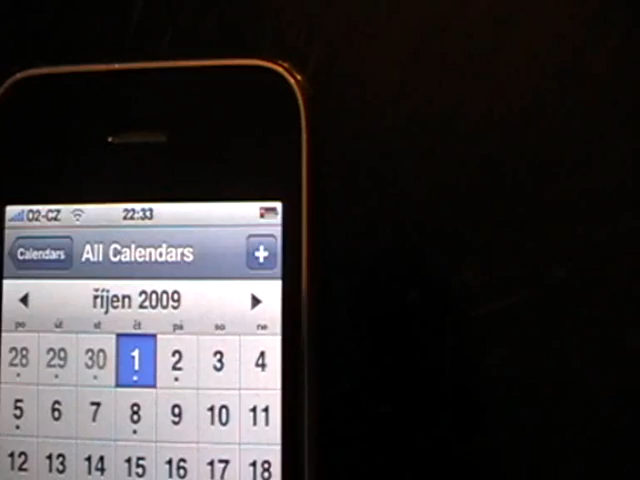 O2-CZ 22:33
Calendars All Calendars +
říjen 2009
po út st čt pá so ne
28 29 30 1 2 3 4
5 6 7 8 9 10 11
12 13 14 15 16 17 18